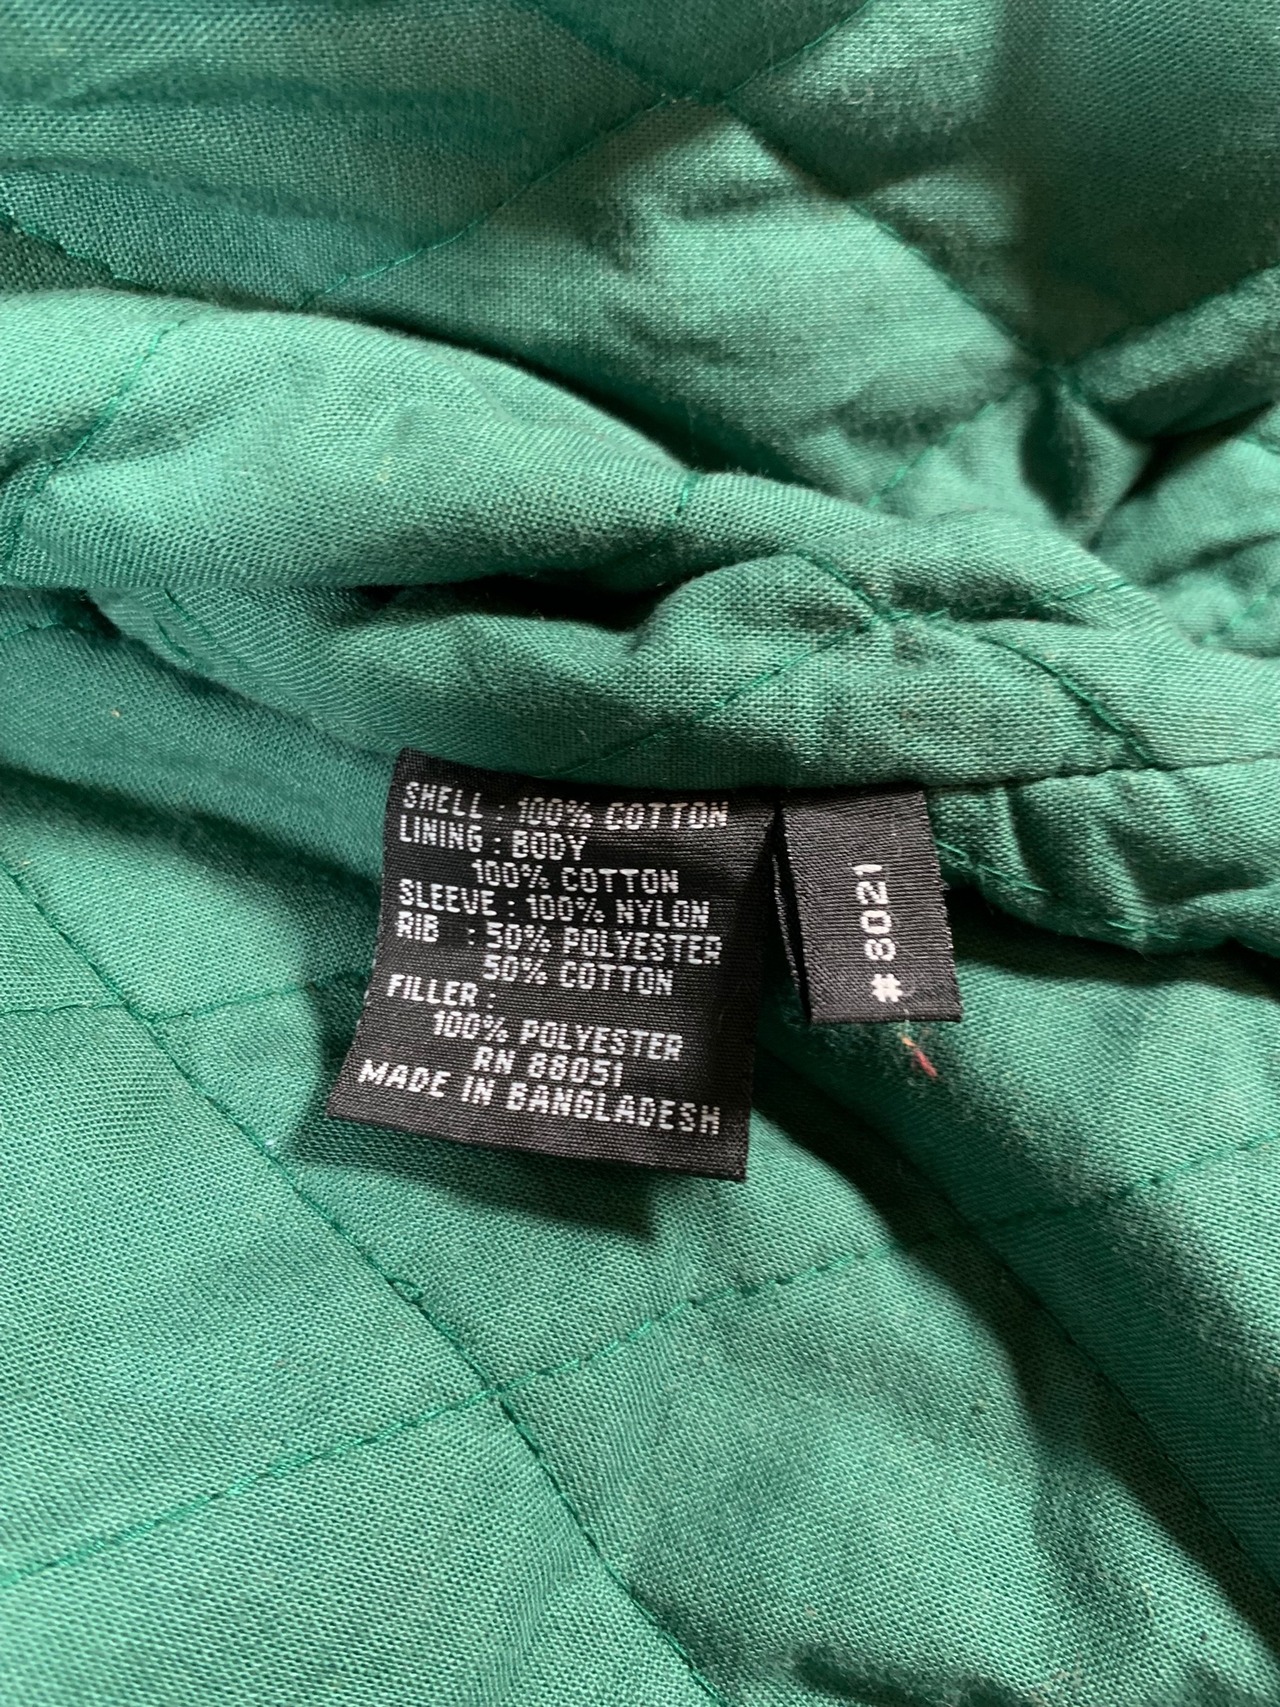 SHELL : 100% COTTON
LINING : BODY
100% COTTON
SLEEVE : 100% NYLON
RIB : 50% POLYESTER
50% COTTON
FILLER :
100% POLYESTER
RN 88051
MADE IN BANGLADESH
# 8021